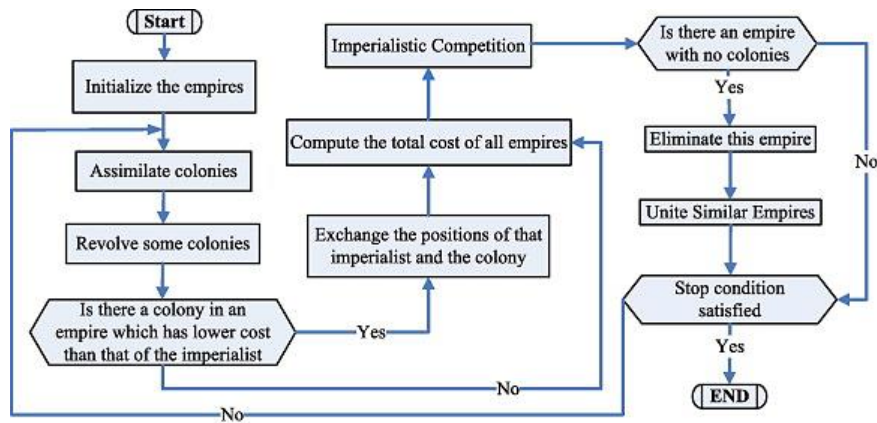 Start
Initialize the empires
Assimilate colonies
Revolve some colonies
Is there a colony in an
empire which has lower cost
than that of the imperialist
Yes
No
Exchange the positions of that
imperialist and the colony
Compute the total cost of all empires
Imperialistic Competition
Is there an empire
with no colonies
Yes
No
Eliminate this empire
Unite Similar Empires
Stop condition
satisfied
Yes
No
END